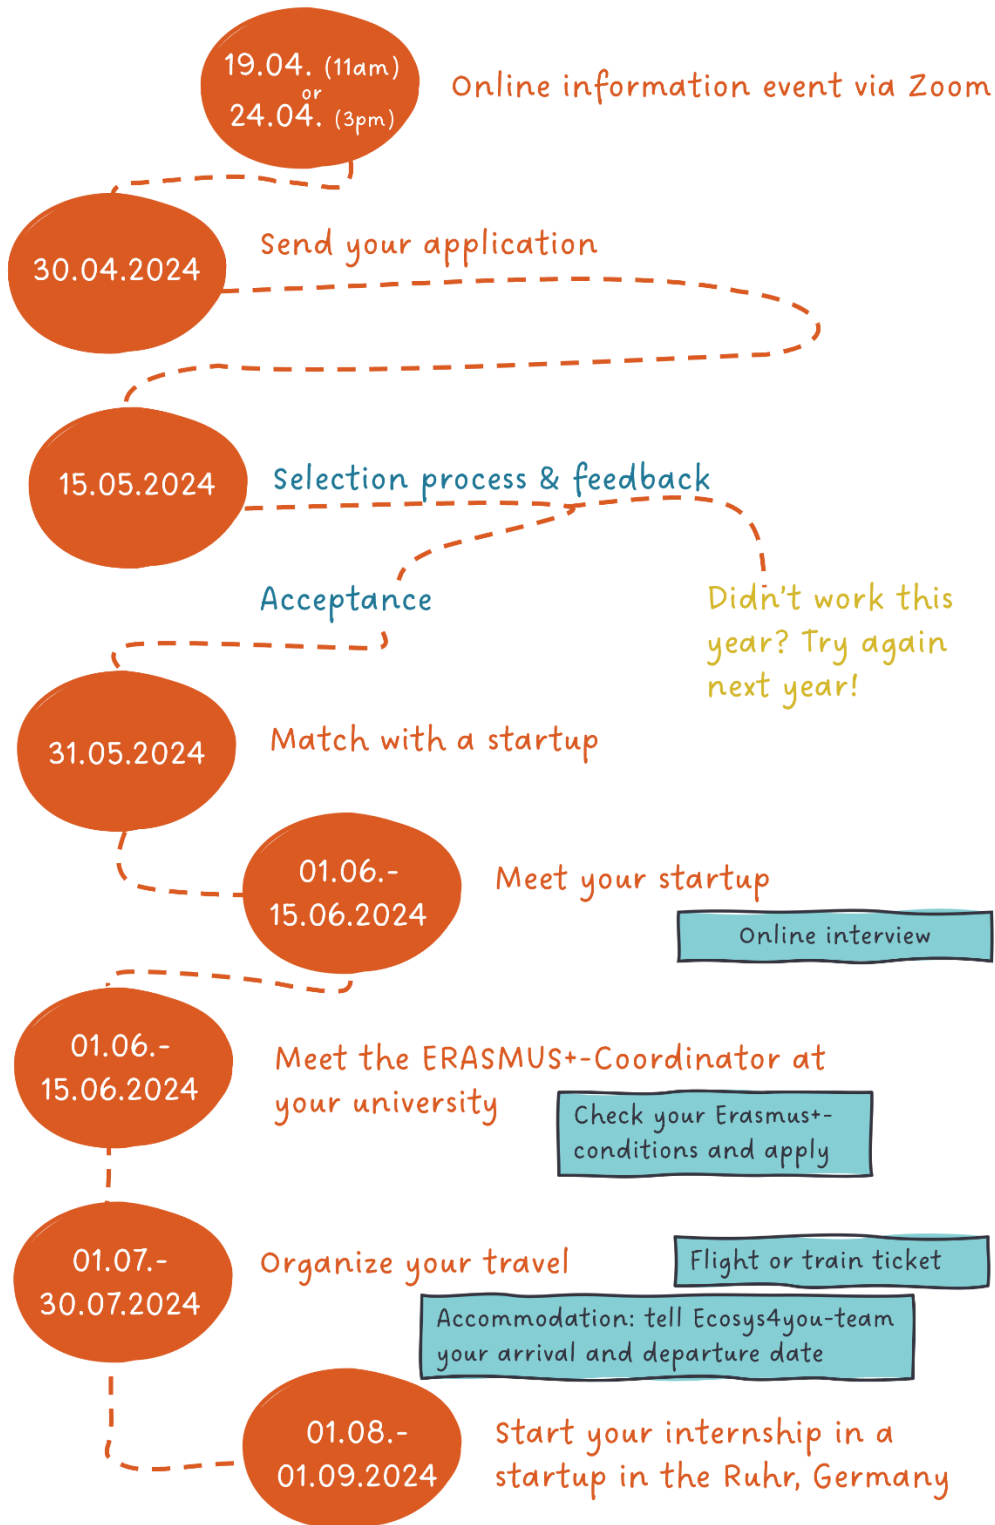 19.04. (11am)
or
24.04. (3pm)
Online information event via Zoom
30.04.2024
Send your application
15.05.2024
Selection process & feedback
Acceptance
Didn't work this
year? Try again
next year!
31.05.2024
Match with a startup
01.06.-
15.06.2024
Meet your startup
Online interview
01.06.-
15.06.2024
Meet the ERASMUS+-Coordinator at
your university
Check your Erasmus+-
conditions and apply
01.07.-
30.07.2024
Organize your travel
Flight or train ticket
Accommodation: tell Ecosys4you-team
your arrival and departure date
01.08.-
01.09.2024
Start your internship in a
startup in the Ruhr, Germany